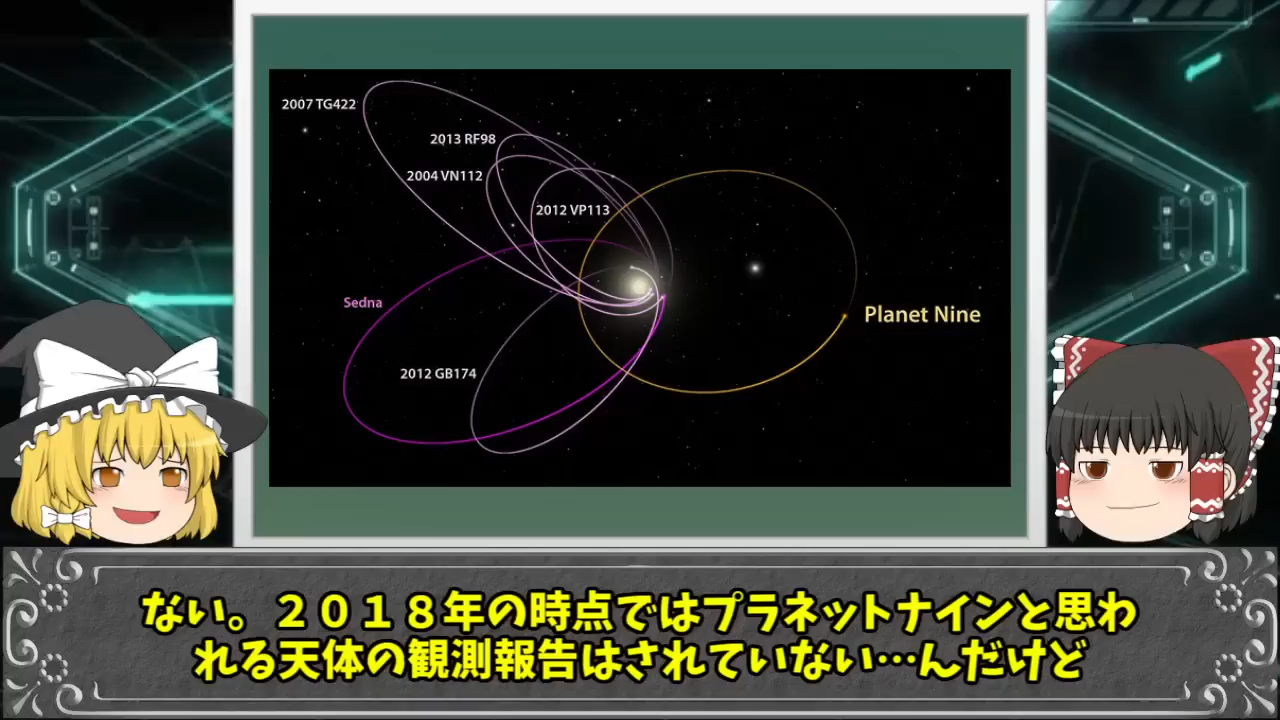 2007 TG422
2013 RF98
2004 VN112
2012 VP113
Sedna
Planet Nine
2012 GB174
ない。２０１８年の時点ではプラネットナインと思わ
れる天体の観測報告はされていない…んだけど